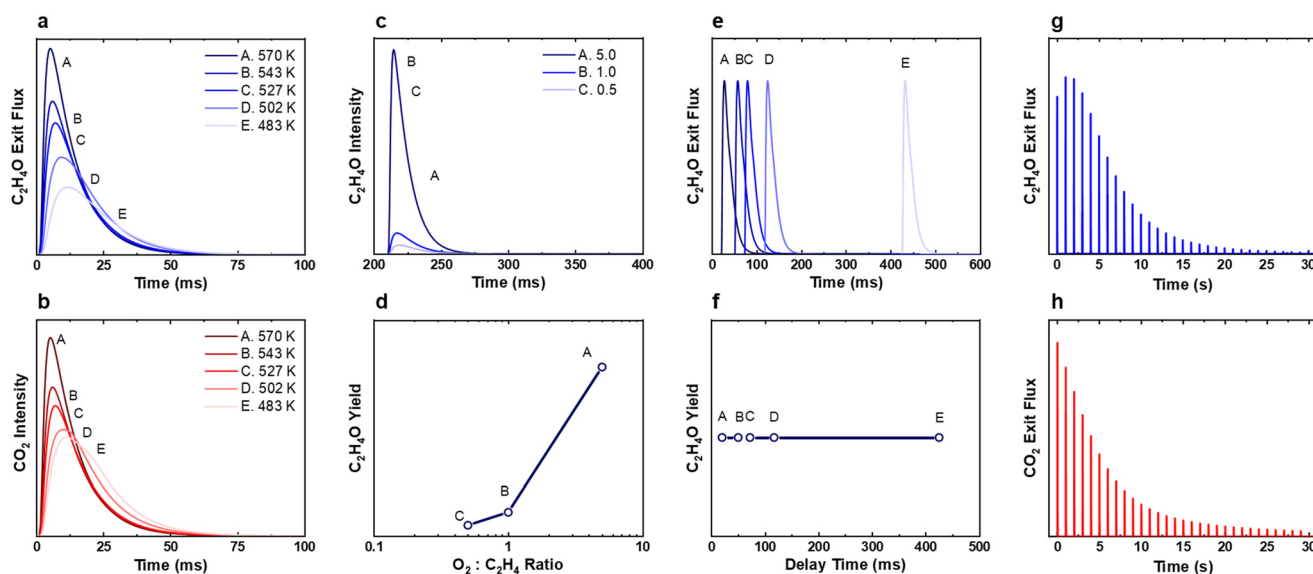 a
C₂H₄O Exit Flux
A
B
C
D
E
A. 570 K
B. 543 K
C. 527 K
D. 502 K
E. 483 K
0 25 50 75 100
Time (ms)
b
CO₂ Intensity
A
B
C
D
E
A. 570 K
B. 543 K
C. 527 K
D. 502 K
E. 483 K
0 25 50 75 100
Time (ms)
c
C₂H₄O Intensity
B
C
A
A. 5.0
B. 1.0
C. 0.5
200 250 300 350 400
Time (ms)
d
C₂H₄O Yield
A
B
C
0.1 1 10
O₂ : C₂H₄ Ratio
e
C₂H₄O Exit Flux
A B C D E
0 100 200 300 400 500 600
Time (ms)
f
C₂H₄O Yield
A B C D E
0 100 200 300 400 500
Delay Time (ms)
g
C₂H₄O Exit Flux
0 5 10 15 20 25 30
Time (s)
h
CO₂ Exit Flux
0 5 10 15 20 25 30
Time (s)